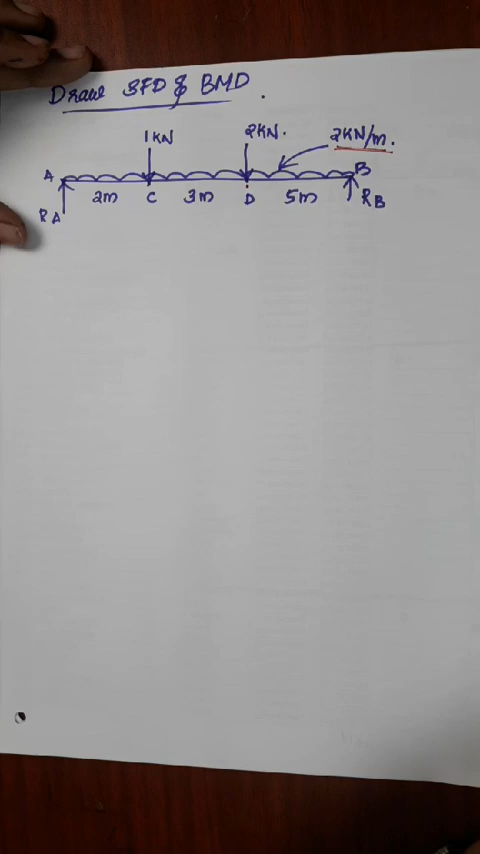 Draw SFD & BMD.
1KN 2KN. 2KN/m.
A B
2m C 3m D 5m RB
RA